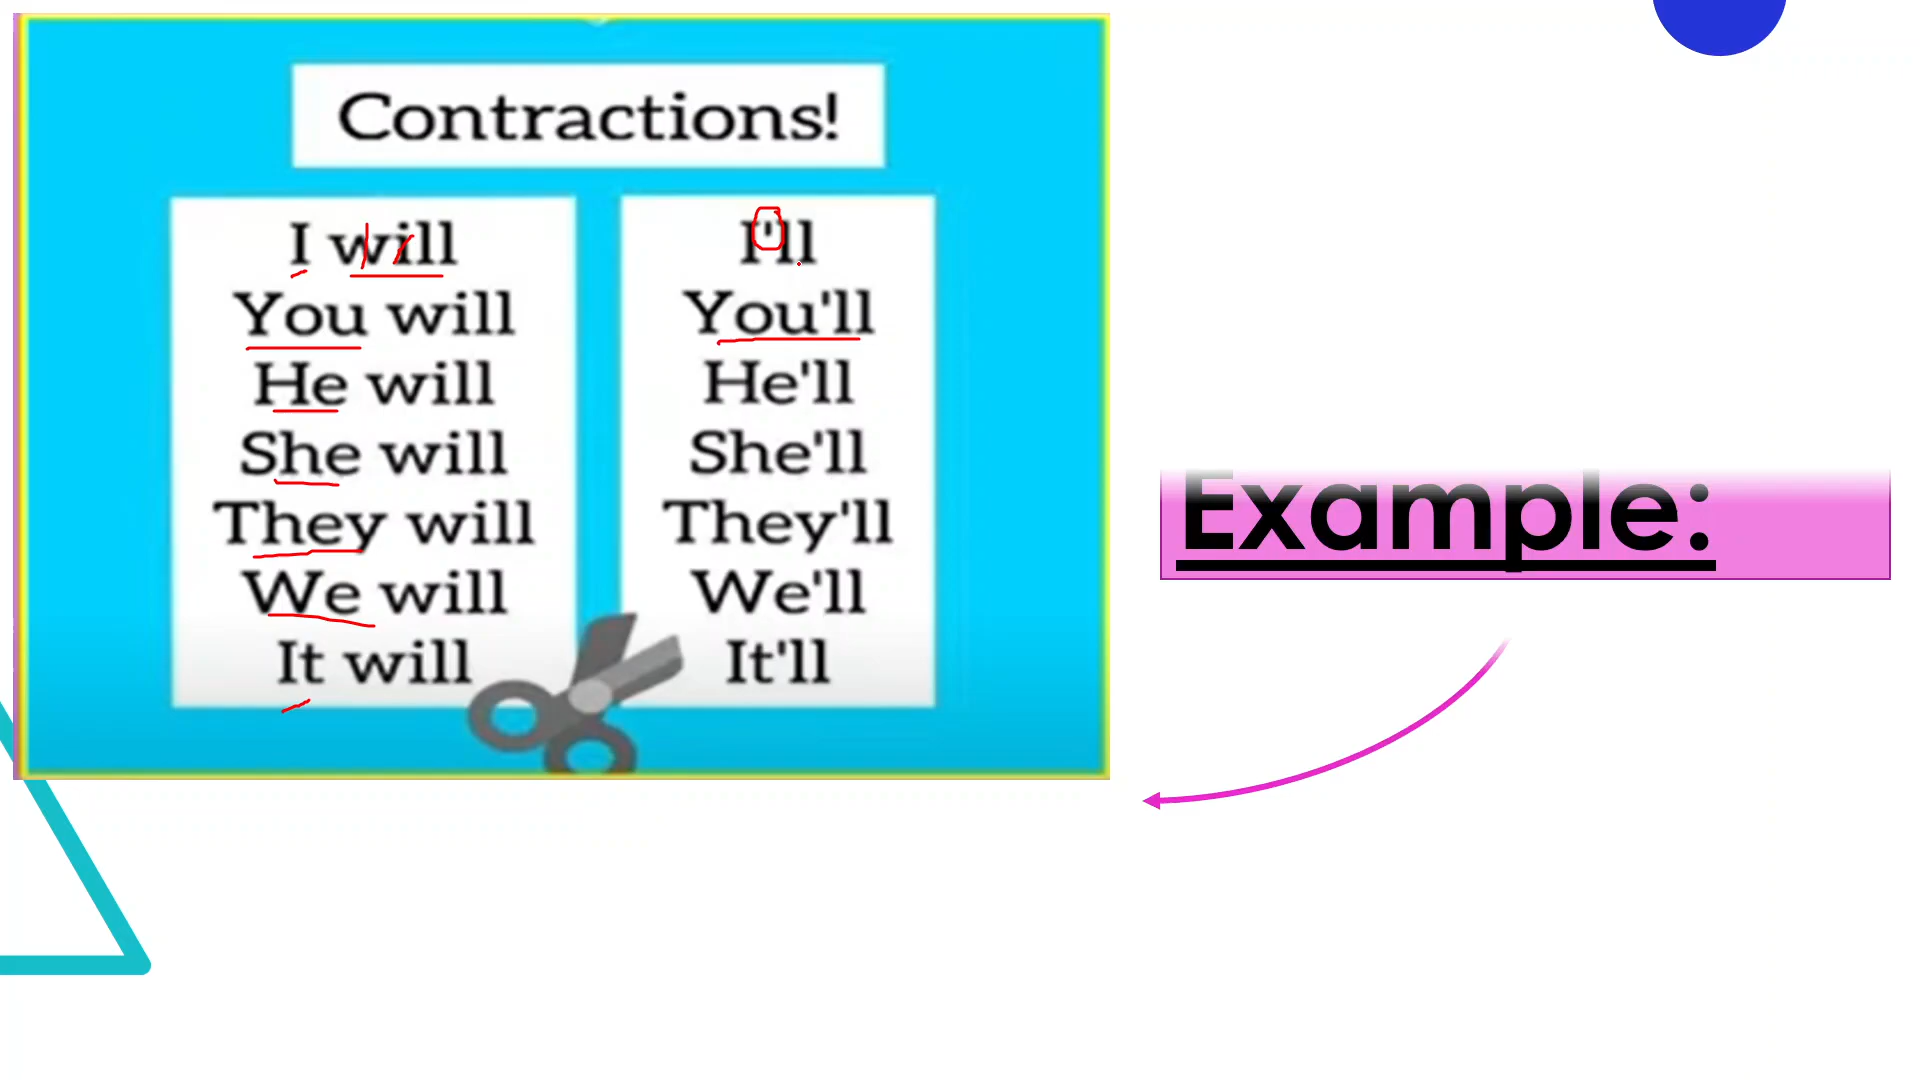 Contractions!
I will
You will
He will
She will
They will
We will
It will
I'll
You'll
He'll
She'll
They'll
We'll
It'll
Example: